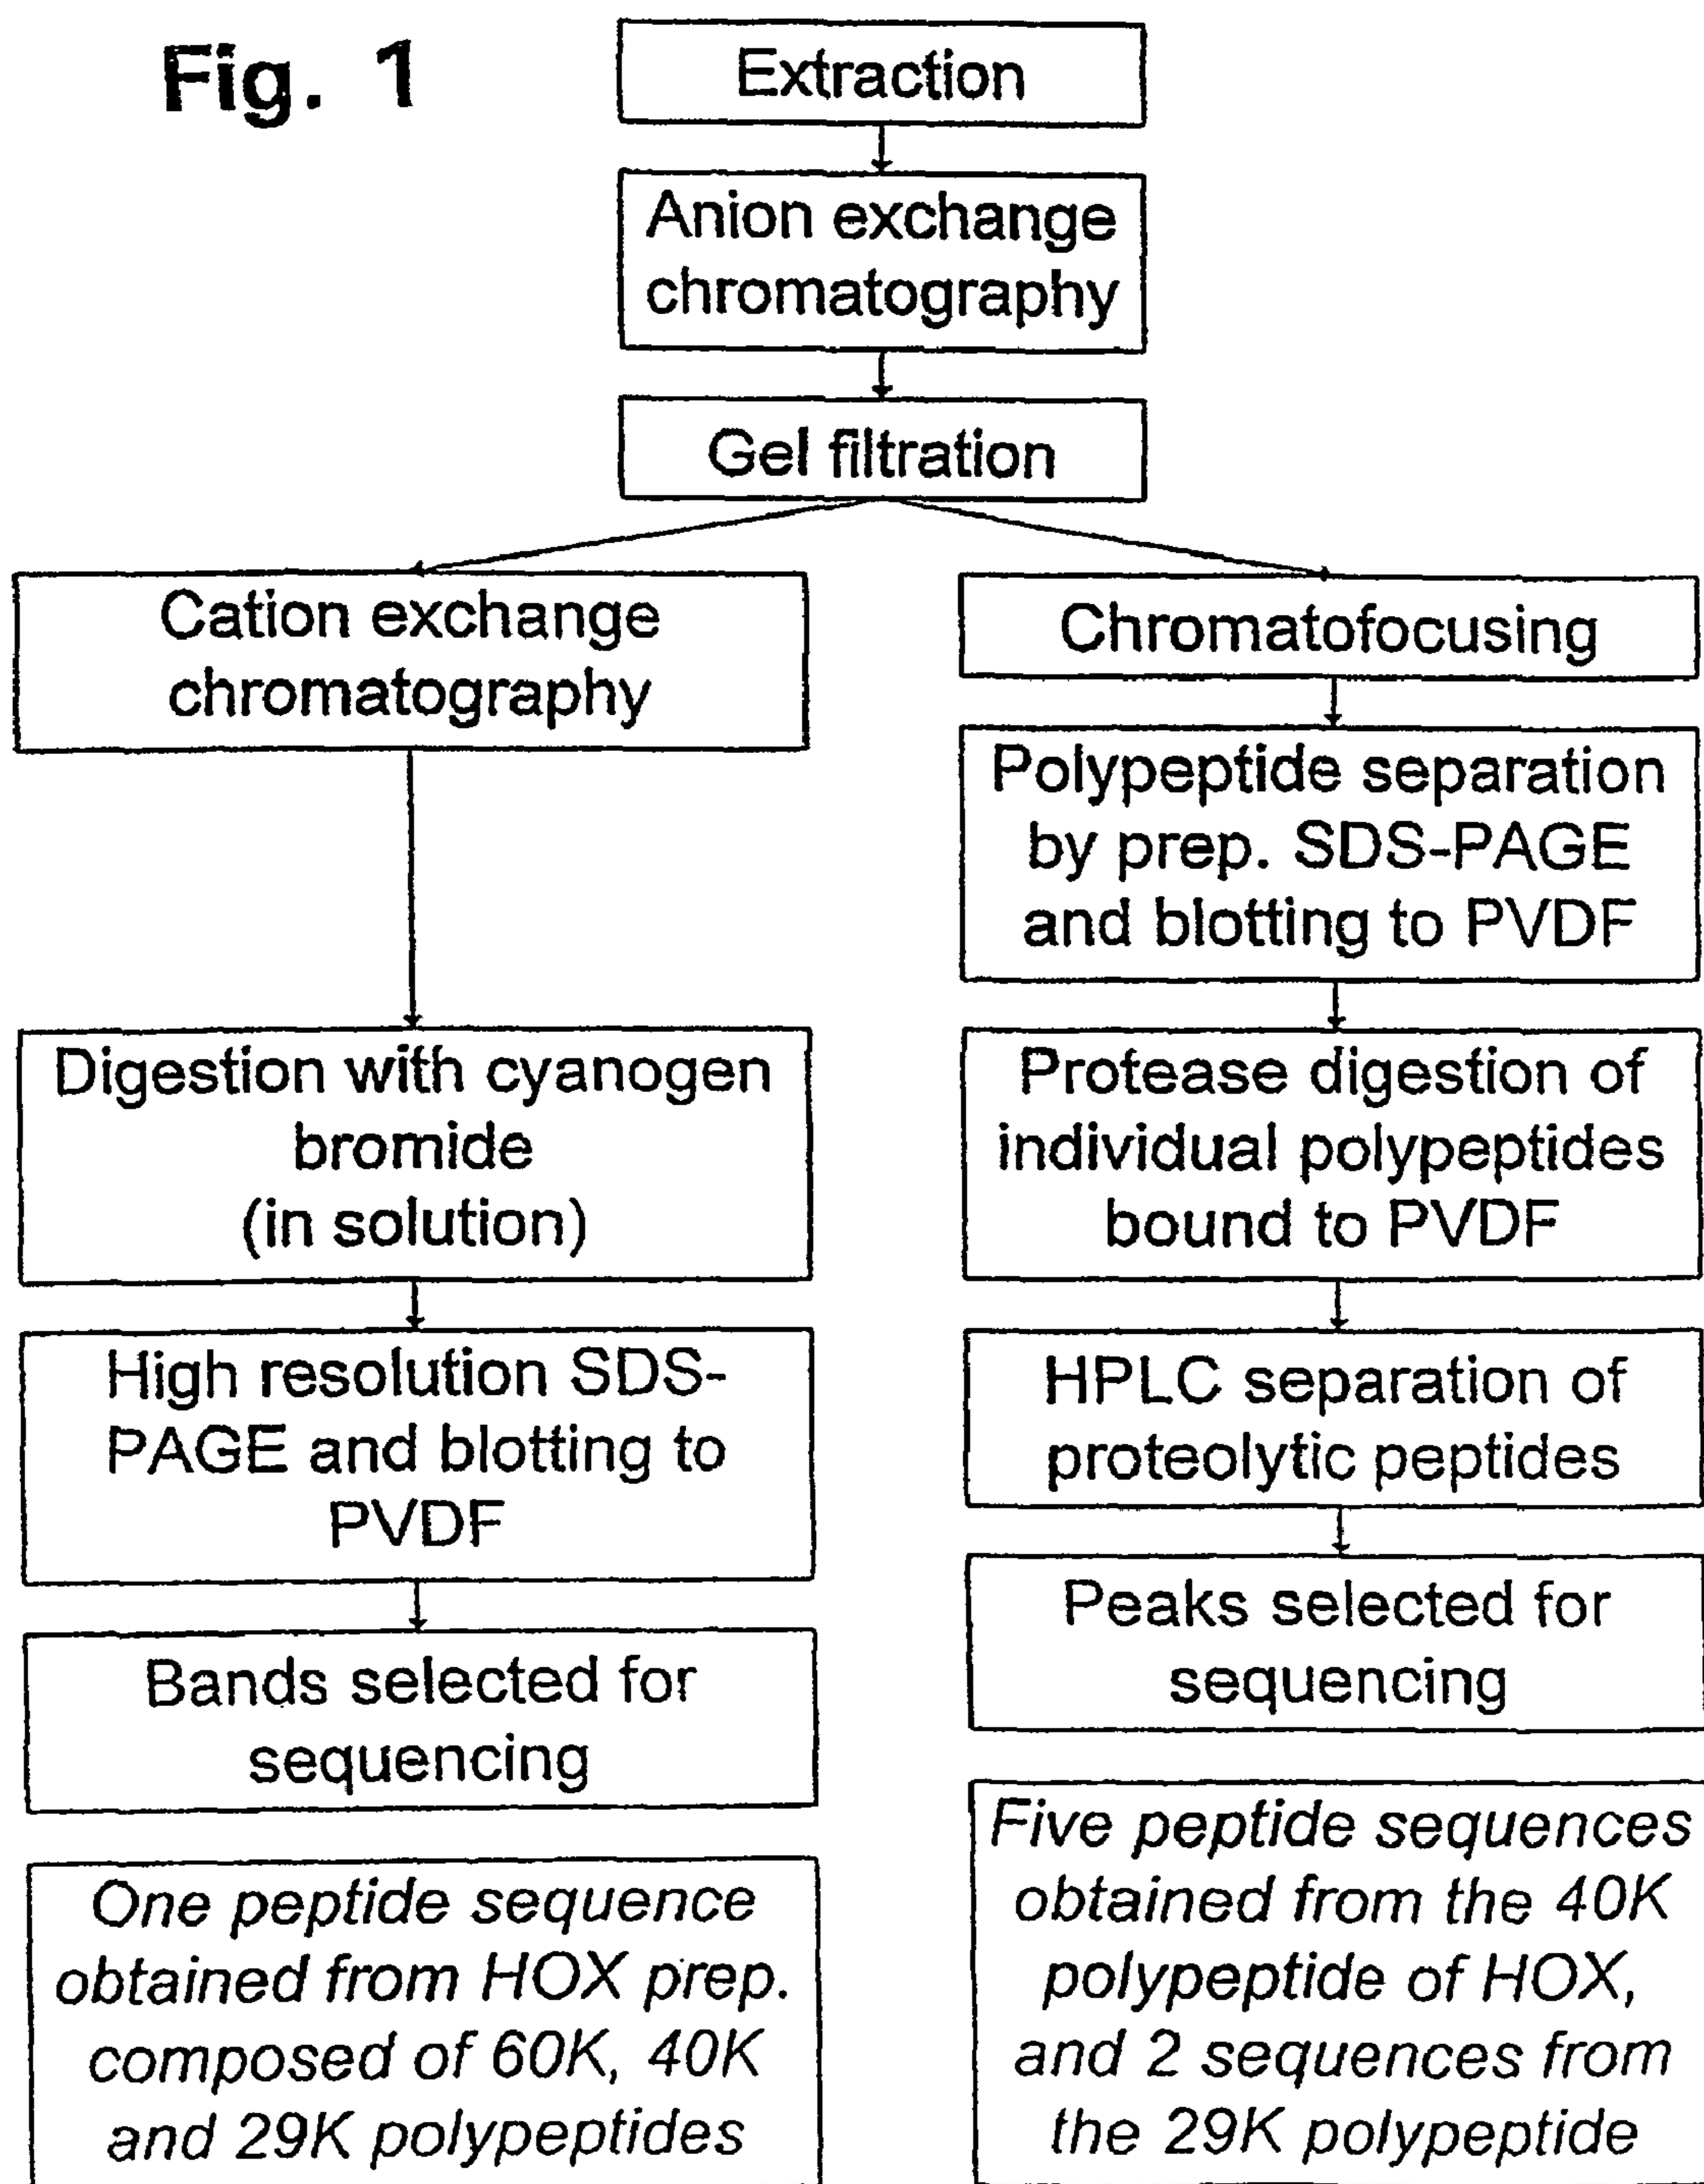 Fig. 1
Extraction
Anion exchange
chromatography
Gel filtration
Cation exchange
chromatography
Digestion with cyanogen
bromide
(in solution)
High resolution SDS-
PAGE and blotting to
PVDF
Bands selected for
sequencing
One peptide sequence
obtained from HOX prep.
composed of 60K, 40K
and 29K polypeptides
Chromatofocusing
Polypeptide separation
by prep. SDS-PAGE
and blotting to PVDF
Protease digestion of
individual polypeptides
bound to PVDF
HPLC separation of
proteolytic peptides
Peaks selected for
sequencing
Five peptide sequences
obtained from the 40K
polypeptide of HOX,
and 2 sequences from
the 29K polypeptide